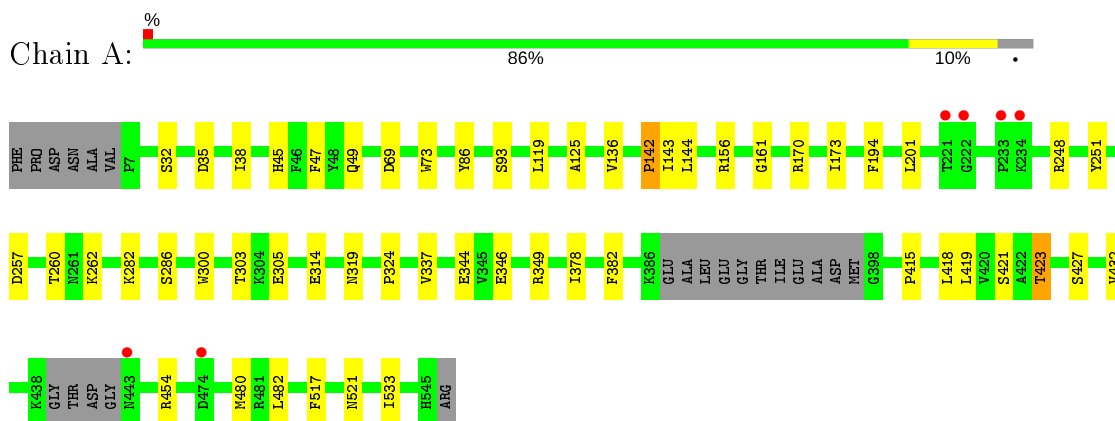 %
Chain A:
86%
10%
•
PHE PRO ASP ASN ALA VAL P7 S32 D35 I38 H45 F46 F47 Y48 Q49 D69 W73 Y86 S93 L119 A125 V136 P142 I143 L144 R156 G161 R170 I173 F194 L201 T221 G222 P233 K234 R248 Y251
D257 T260 N261 K262 K282 S286 W300 T303 K304 E305 E314 N319 P324 V337 E344 V345 E346 R349 I378 F382 K386 GLU ALA LEU GLU GLY THR ILE GLU ALA ASP MET G398 P415 L418 L419 V420 S421 A422 T423 S427
K438 GLY THR ASP GLY N443 R454 D474 M480 R481 L482 F517 N521 I533 H545 ARG